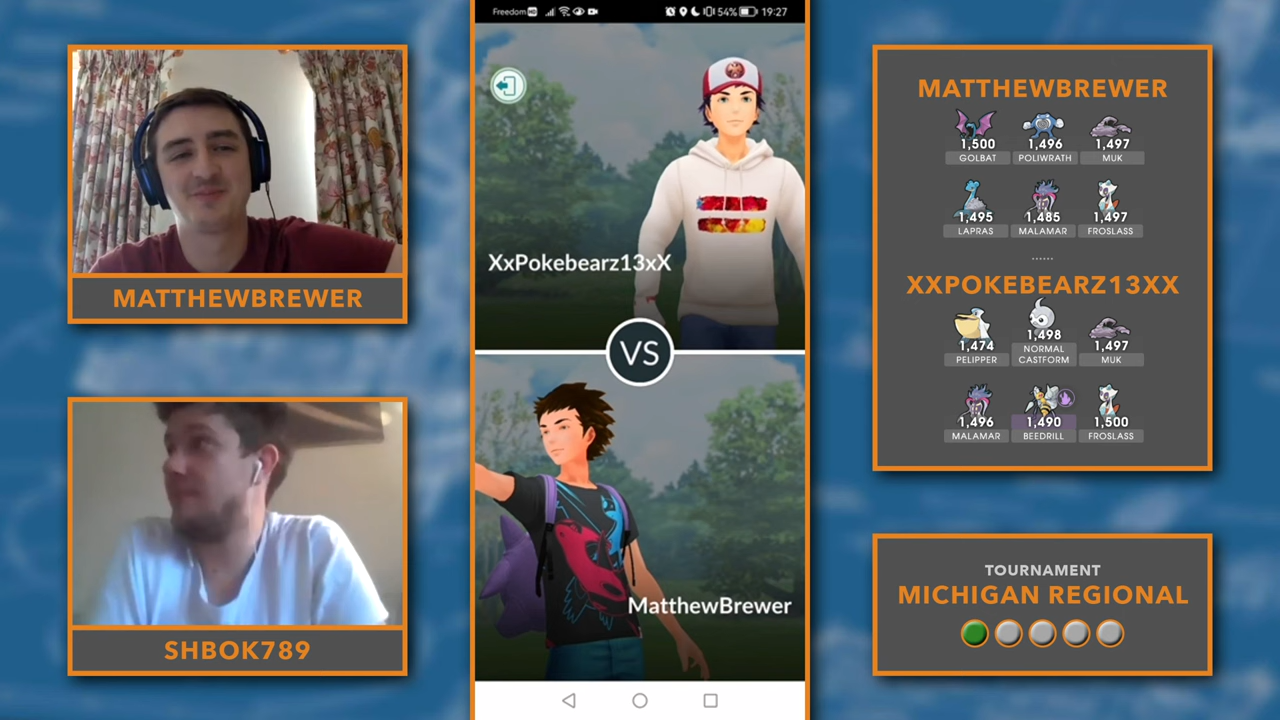 MATTHEWBREWER
SHBOK789
Freedom HD
54% 19:27
XxPokebearz13xX
VS
MatthewBrewer
MATTHEWBREWER
1,500 1,496 1,497
GOLBAT POLIWRATH MUK
1,495 1,485 1,497
LAPRAS MALAMAR FROSLASS
......
XXPOKEBEARZ13XX
1,474 1,498 1,497
PELIPPER NORMAL CASTFORM MUK
1,496 1,490 1,500
MALAMAR BEEDRILL FROSLASS
TOURNAMENT
MICHIGAN REGIONAL